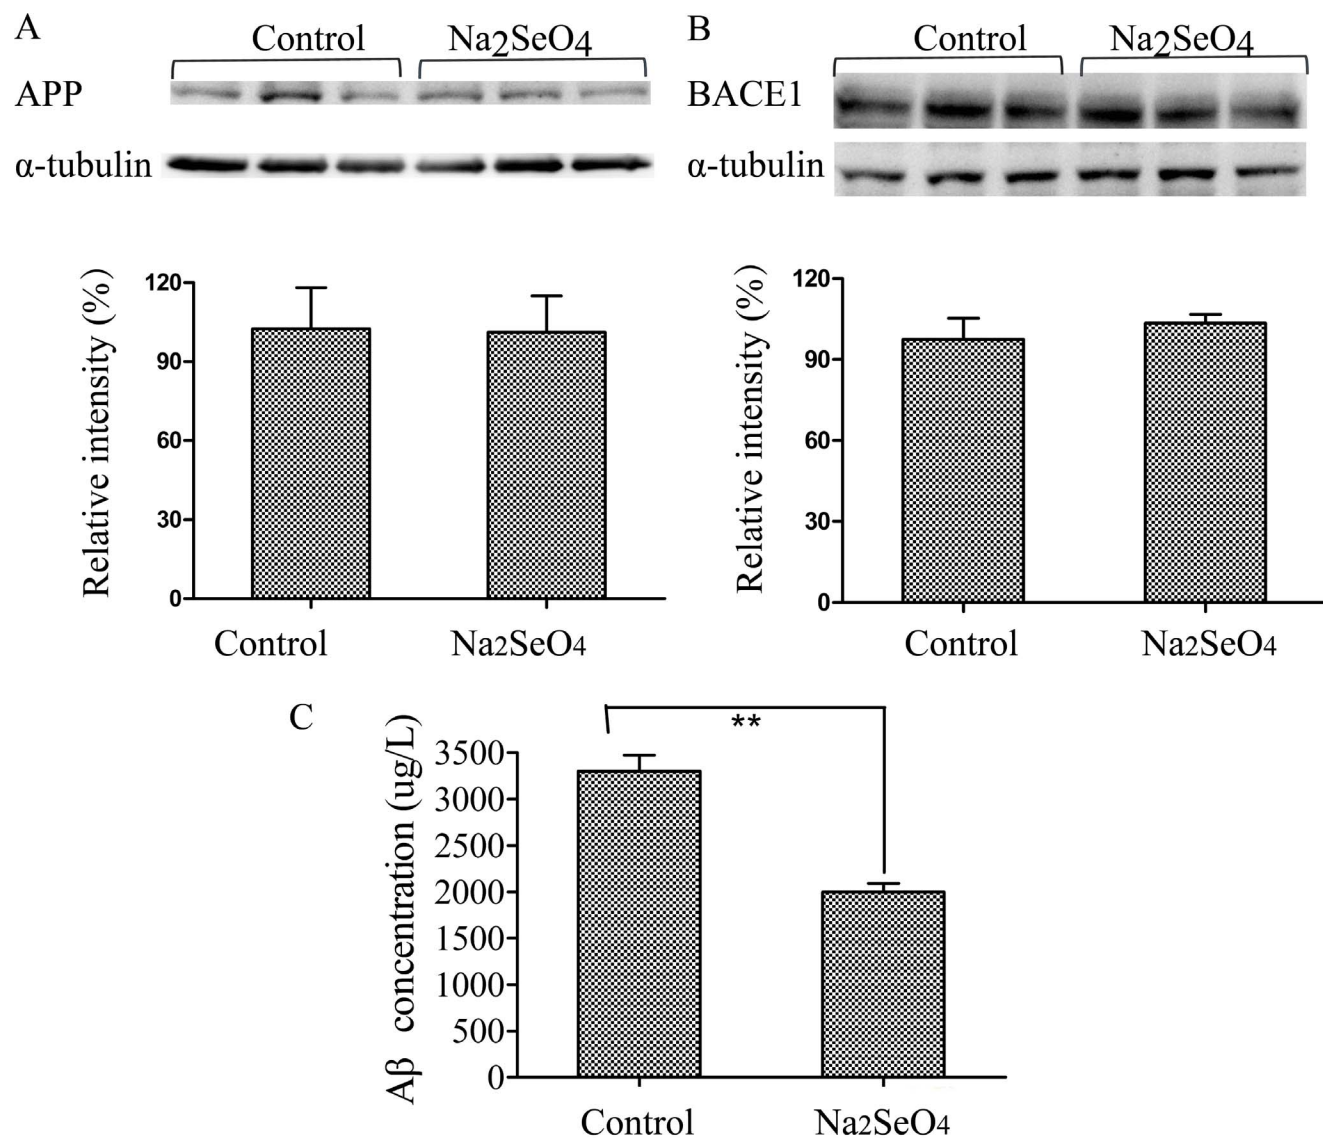 A
Control
Na2SeO4
APP
α-tubulin
B
Control
Na2SeO4
BACE1
α-tubulin
Relative intensity (%)
120
90
60
30
0
Control
Na2SeO4
Relative intensity (%)
120
90
60
30
0
Control
Na2SeO4
C
**
Aβ concentration (ug/L)
3500
3000
2500
2000
1500
1000
500
0
Control
Na2SeO4